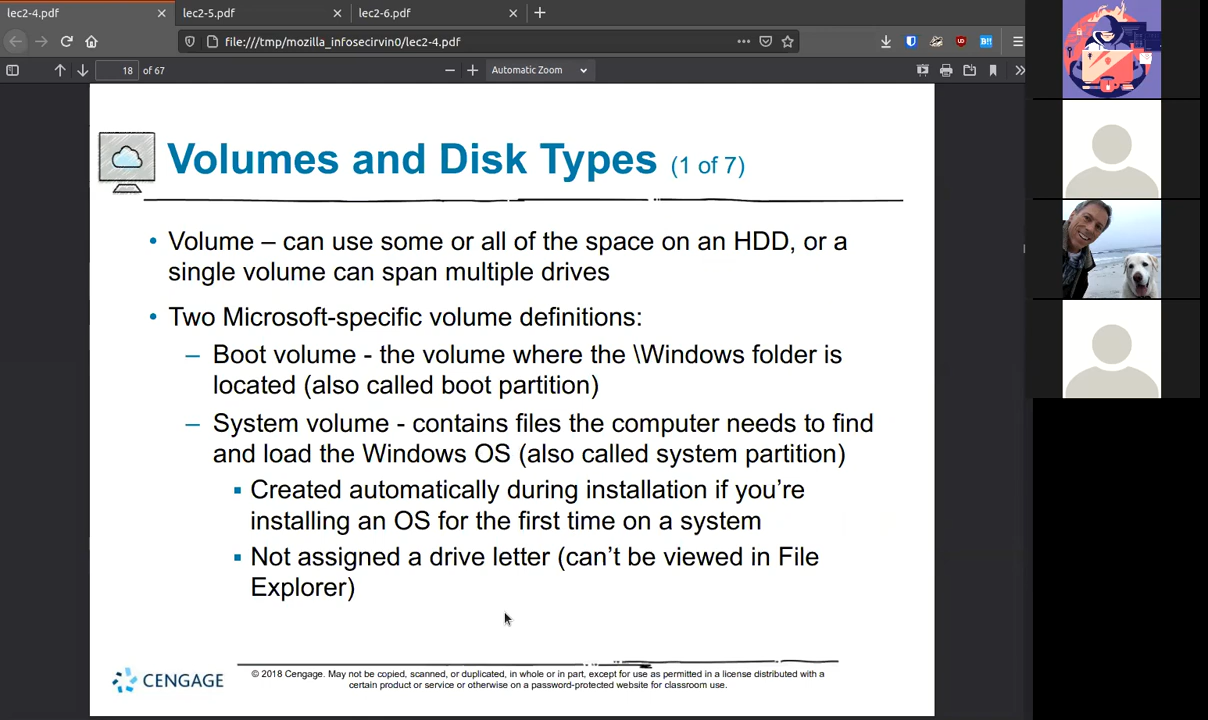 lec2-4.pdf
lec2-5.pdf
lec2-6.pdf
file:///tmp/mozilla_infosecirvin0/lec2-4.pdf
18 of 67
Automatic Zoom
Volumes and Disk Types (1 of 7)
• Volume – can use some or all of the space on an HDD, or a
single volume can span multiple drives
• Two Microsoft-specific volume definitions:
– Boot volume - the volume where the \Windows folder is
located (also called boot partition)
– System volume - contains files the computer needs to find
and load the Windows OS (also called system partition)
▪ Created automatically during installation if you’re
installing an OS for the first time on a system
▪ Not assigned a drive letter (can’t be viewed in File
Explorer)
CENGAGE
© 2018 Cengage. May not be copied, scanned, or duplicated, in whole or in part, except for use as permitted in a license distributed with a
certain product or service or otherwise on a password-protected website for classroom use.